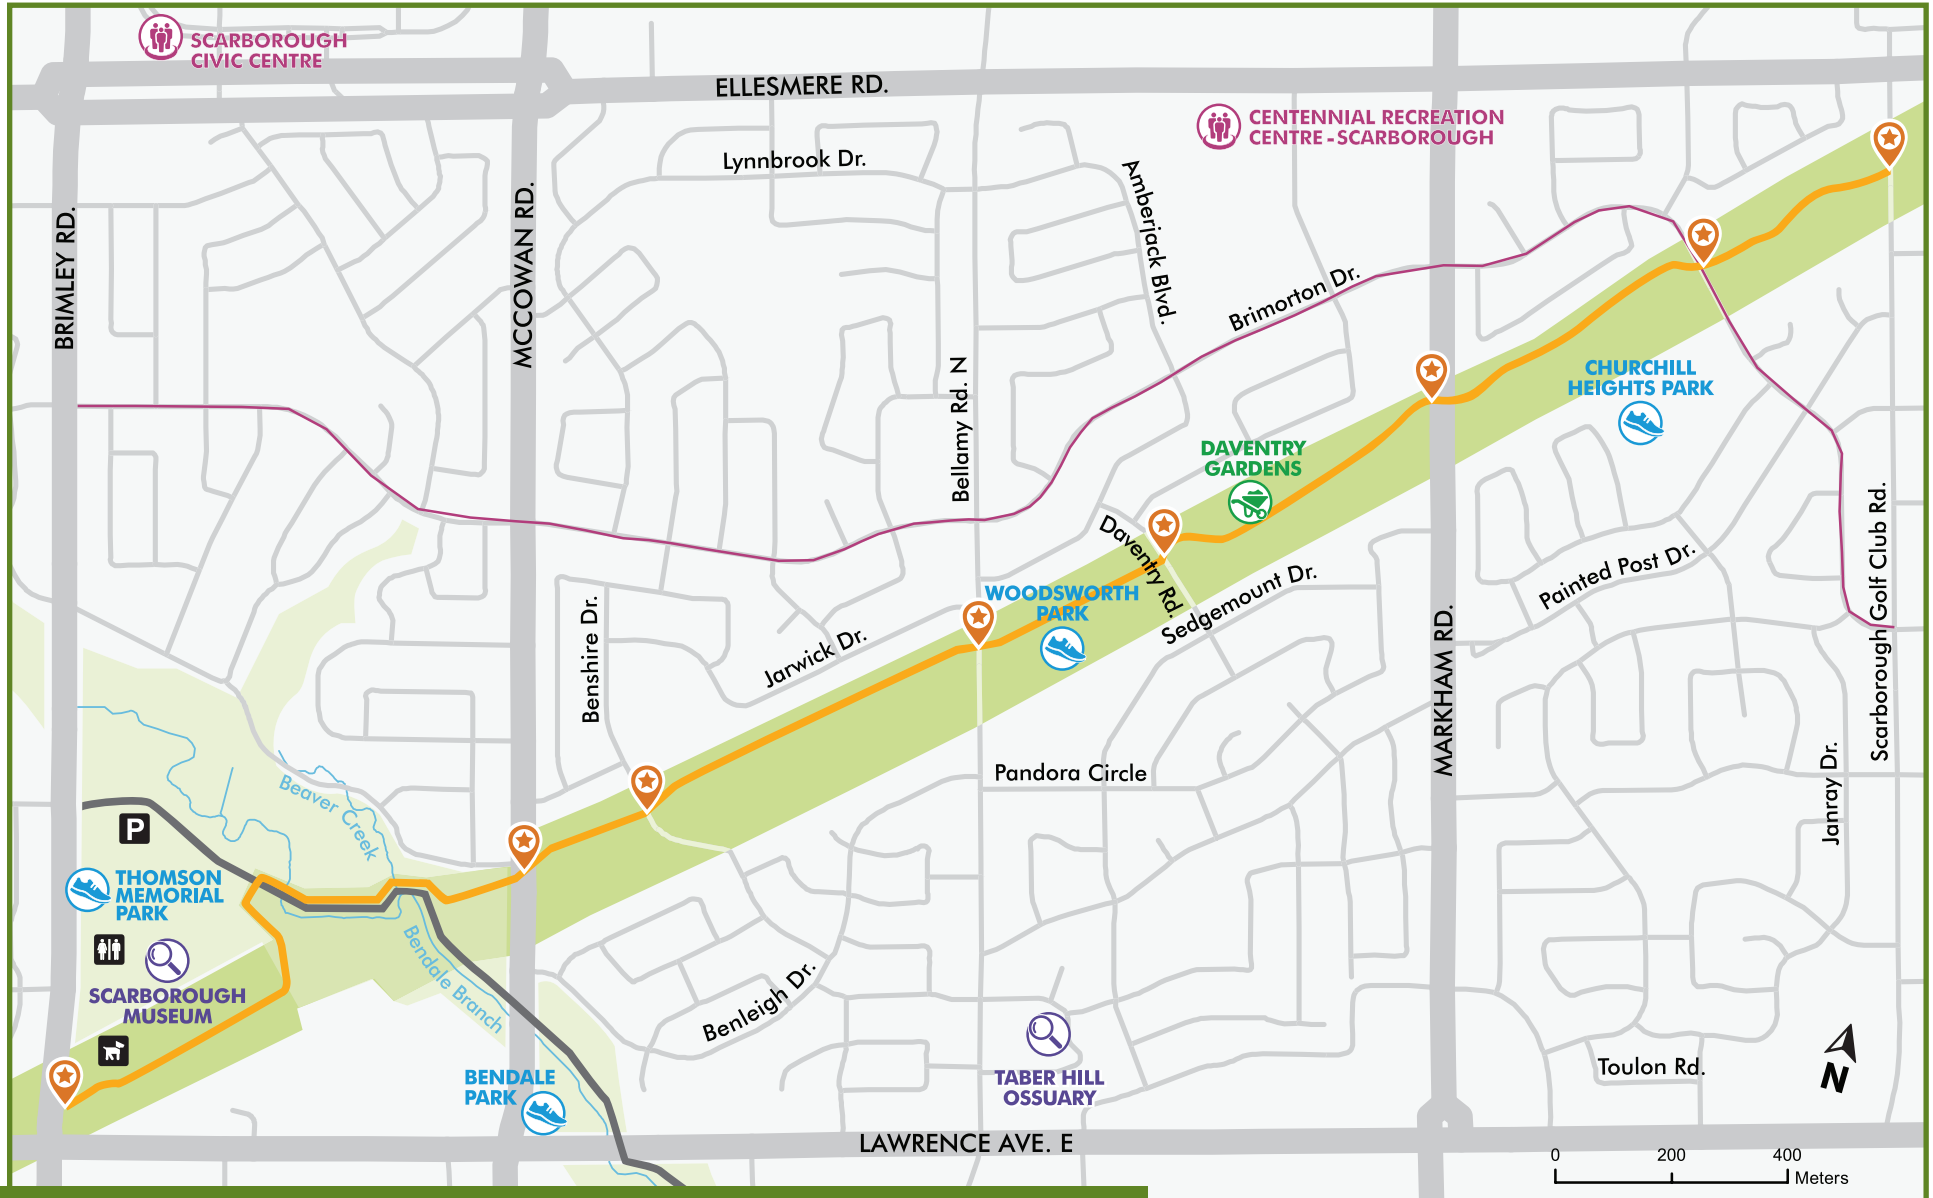 SCARBOROUGH
CIVIC CENTRE
ELLESMERE RD.
CENTENNIAL RECREATION
CENTRE - SCARBOROUGH
Lynnbrook Dr.
Amberjack Blvd.
BRIMLEY RD.
MCCOWAN RD.
Brimorton Dr.
Bellamy Rd. N
CHURCHILL
HEIGHTS PARK
DAVENTRY
GARDENS
Daventry Rd.
WOODSWORTH
PARK
Sedgemount Dr.
Painted Post Dr.
Scarborough Golf Club Rd.
Benshire Dr.
Jarwick Dr.
MARKHAM RD.
Pandora Circle
Janray Dr.
Beaver Creek
P
THOMSON
MEMORIAL
PARK
Bendale Branch
SCARBOROUGH
MUSEUM
Benleigh Dr.
BENDALE
PARK
TABER HILL
OSSUARY
Toulon Rd.
N
LAWRENCE AVE. E
0 200 400
Meters